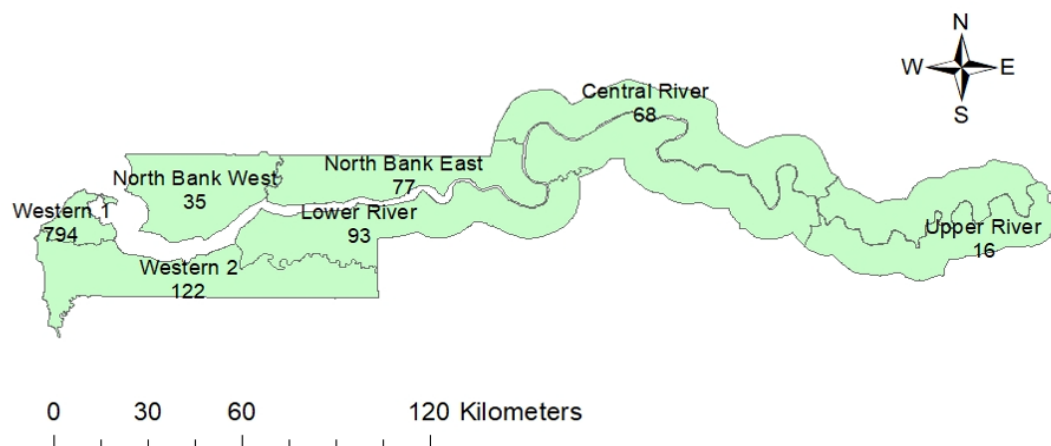 N
W E
S
Central River
68
North Bank East
77
North Bank West
35
Western 1
794
Lower River
93
Upper River
16
Western 2
122
0 30 60 120 Kilometers